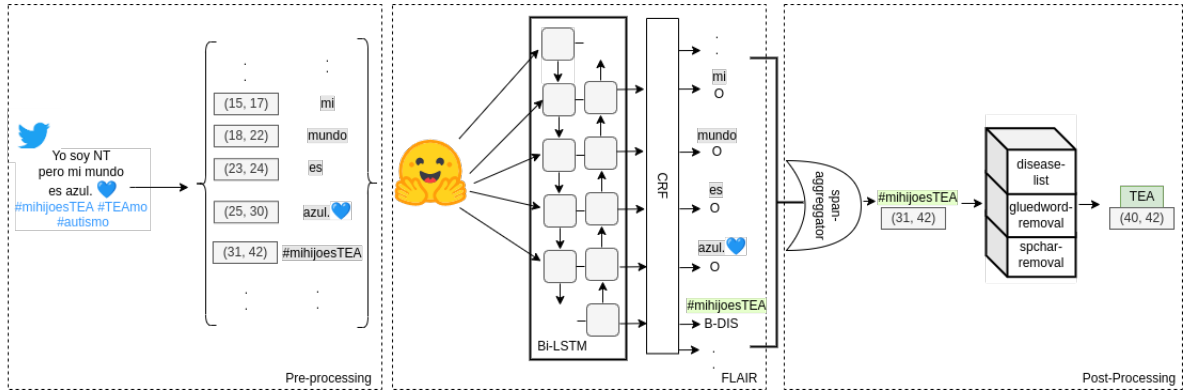 Yo soy NT
pero mi mundo
es azul. 💙
#mihijoesTEA #TEAmo
#autismo
.
.
(15, 17) mi
(18, 22) mundo
(23, 24) es
(25, 30) azul.💙
(31, 42) #mihijoesTEA
.
.
Pre-processing
Bi-LSTM
CRF
.
.
mi
O
mundo
O
es
O
azul.💙
O
#mihijoesTEA
B-DIS
.
FLAIR
span-
aggreggator
#mihijoesTEA
(31, 42)
disease-
list
gluedword-
removal
spchar-
removal
TEA
(40, 42)
Post-Processing